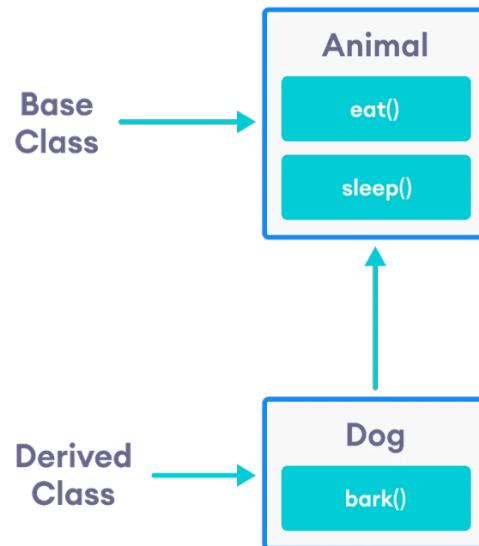 Animal
Base
Class
eat()
sleep()
Dog
Derived
Class
bark()